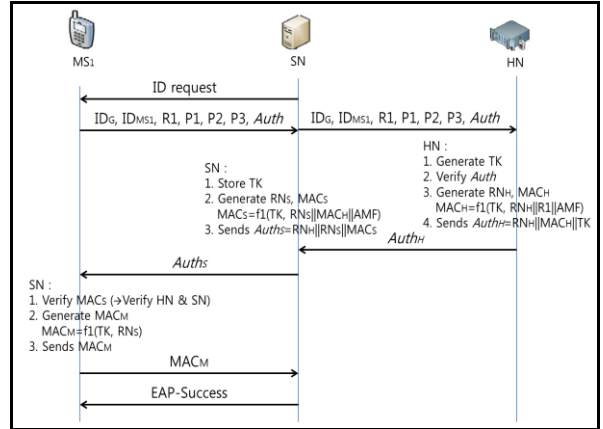 MS1
SN
HN
ID request
IDG, IDMS1, R1, P1, P2, P3, Auth
IDG, IDMS1, R1, P1, P2, P3, Auth
HN :
1. Generate TK
2. Verify Auth
3. Generate RNH, MACH
MACH=f1(TK, RNH||R1||AMF)
4. Sends AuthH=RNH||MACH||TK
SN :
1. Store TK
2. Generate RNs, MACs
MACs=f1(TK, RNs||MACH||AMF)
3. Sends Auths=RNH||RNs||MACs
AuthH
Auths
SN :
1. Verify MACs (→Verify HN & SN)
2. Generate MACM
MACM=f1(TK, RNs)
3. Sends MACM
MACM
EAP-Success